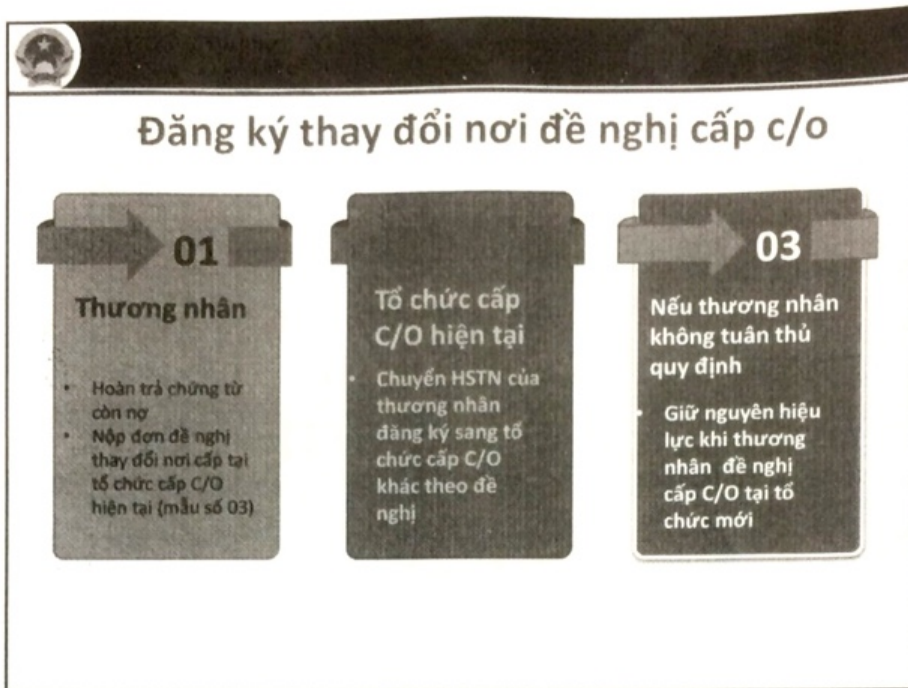 Đăng ký thay đổi nơi đề nghị cấp c/o
01
Thương nhân
• Hoàn trả chứng từ
còn nợ
• Nộp đơn đề nghị
thay đổi nơi cấp tại
tổ chức cấp C/O
hiện tại (mẫu số 03)
Tổ chức cấp
C/O hiện tại
• Chuyển HSTN của
thương nhân
đăng ký sang tổ
chức cấp C/O
khác theo đề
nghị
03
Nếu thương nhân
không tuân thủ
quy định
• Giữ nguyên hiệu
lực khi thương
nhân đề nghị
cấp C/O tại tổ
chức mới